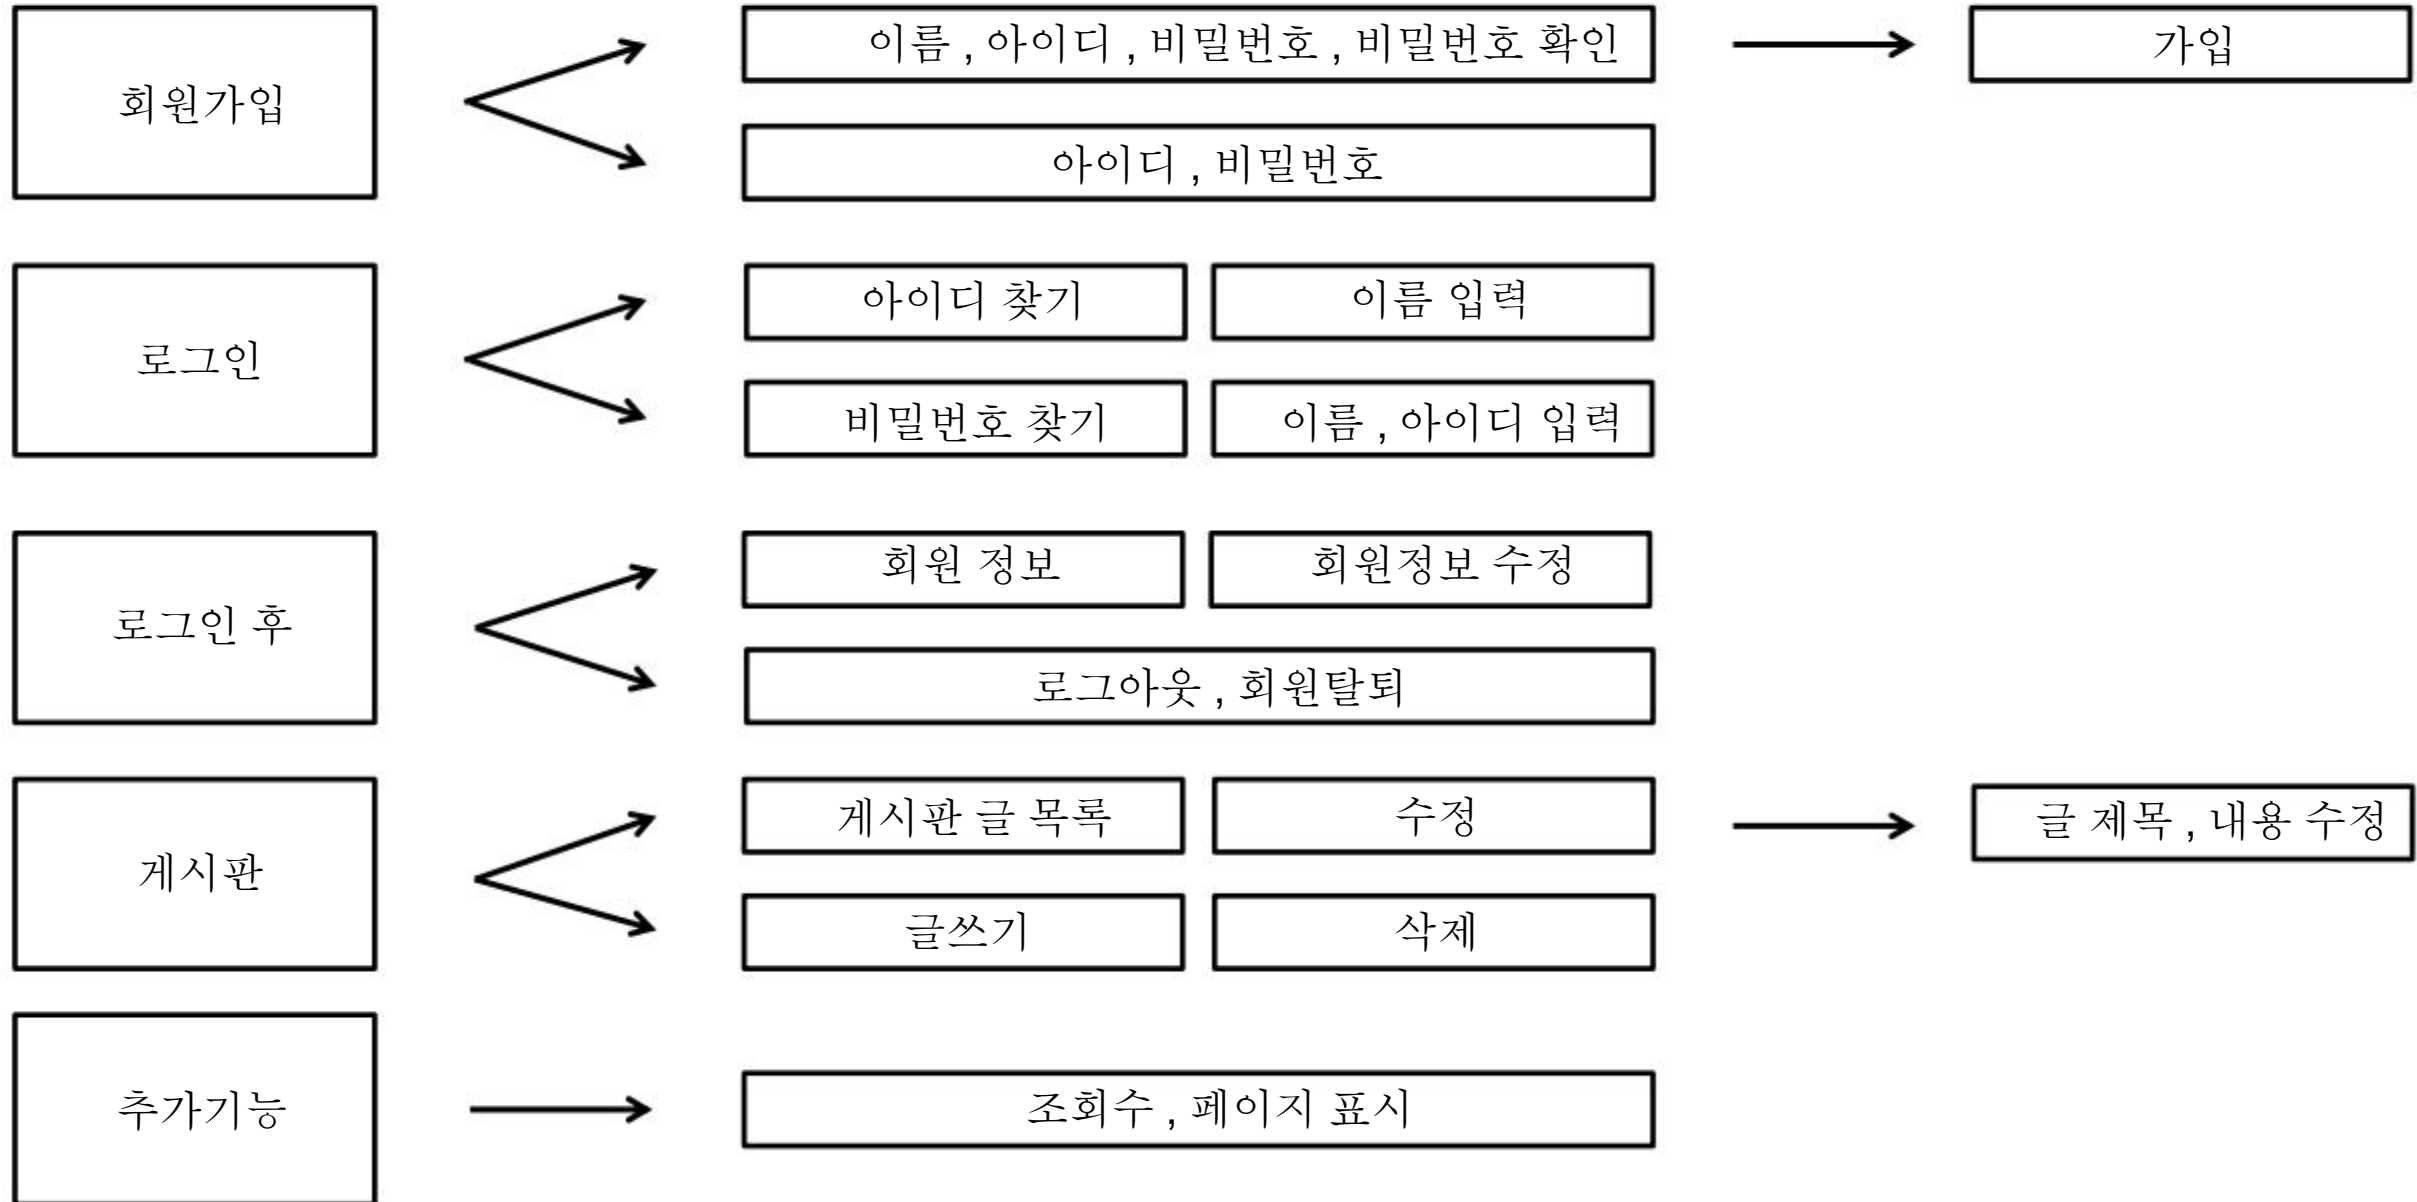 회원가입
이름 , 아이디 , 비밀번호 , 비밀번호 확인
가입
아이디 , 비밀번호
로그인
아이디 찾기
이름 입력
비밀번호 찾기
이름 , 아이디 입력
로그인 후
회원 정보
회원정보 수정
로그아웃 , 회원탈퇴
게시판
게시판 글 목록
수정
글 제목 , 내용 수정
글쓰기
삭제
추가기능
조회수 , 페이지 표시